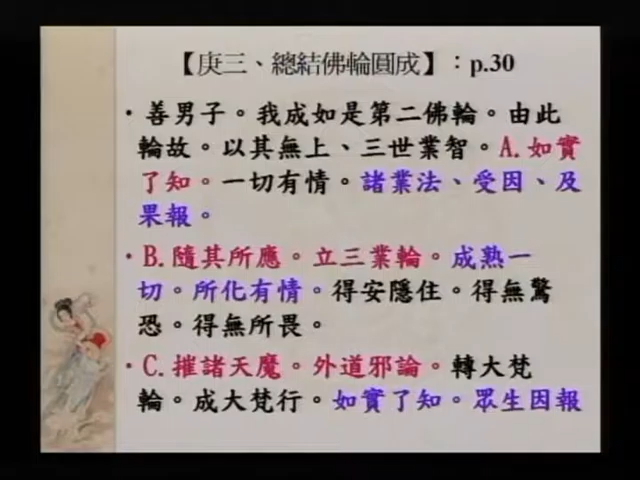 【庚三、總結佛輪圓成】：p.30
• 善男子。我成如是第二佛輪。由此
輪故。以其無上、三世業智。A.如實
了知。一切有情。諸業法、受因、及
果報。
• B.隨其所應。立三業輪。成熟一
切。所化有情。得安隱住。得無驚
恐。得無所畏。
• C.摧諸天魔。外道邪論。轉大梵
輪。成大梵行。如實了知。眾生因報